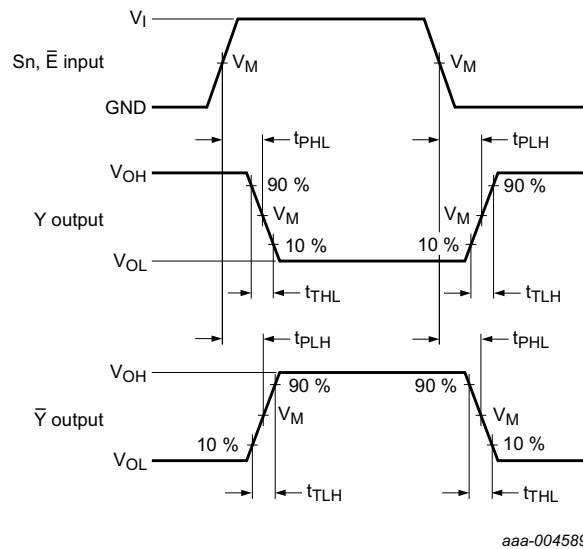 V_I
Sn, E̅ input
V_M
V_M
GND
t_PHL
t_PLH
V_OH
90 %
90 %
Y output
V_M
V_M
10 %
10 %
V_OL
t_THL
t_TLH
t_PLH
t_PHL
V_OH
90 %
90 %
Y̅ output
V_M
V_M
10 %
10 %
V_OL
t_TLH
t_THL
aaa-004589